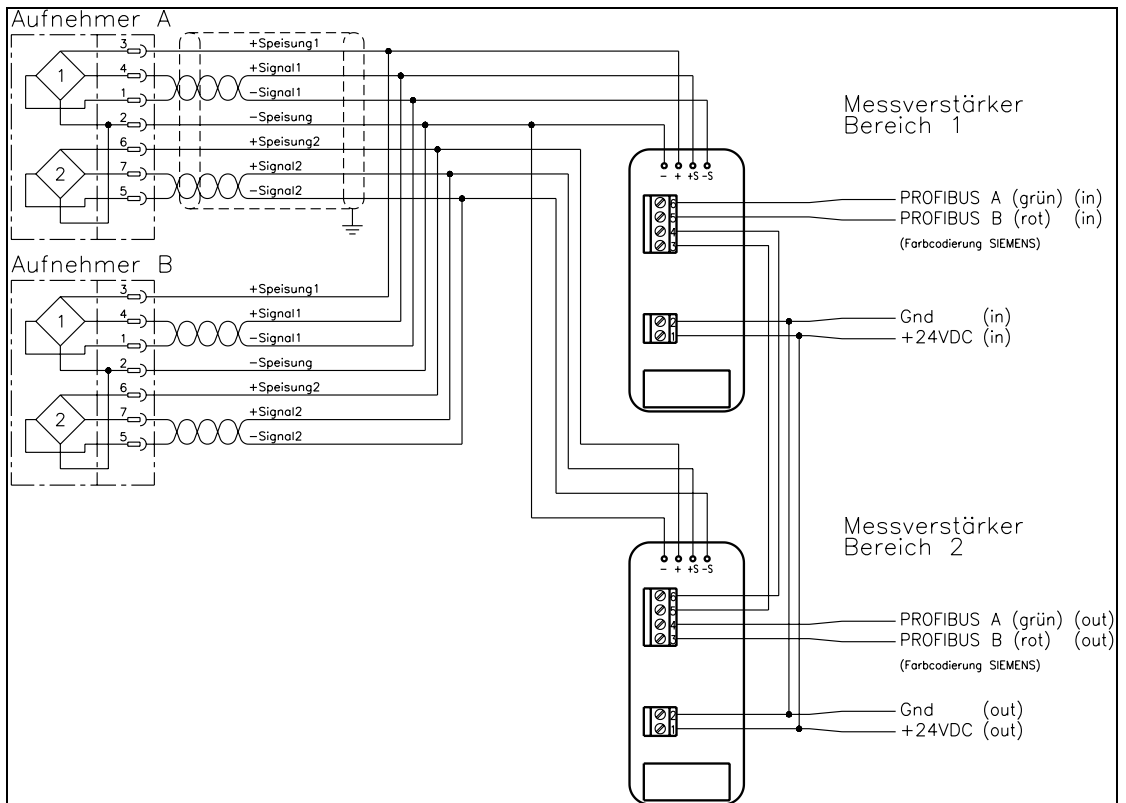 Aufnehmer A
3 +Speisung1
4 +Signal1
1 -Signal1
2 -Speisung
6 +Speisung2
7 +Signal2
5 -Signal2
1
2
Aufnehmer B
3 +Speisung1
4 +Signal1
1 -Signal1
2 -Speisung
6 +Speisung2
7 +Signal2
5 -Signal2
1
2
Messverstärker
Bereich 1
- + +S -S
6 PROFIBUS A (grün) (in)
5 PROFIBUS B (rot) (in)
4
3
(Farbcodierung SIEMENS)
2 Gnd (in)
1 +24VDC (in)
Messverstärker
Bereich 2
- + +S -S
6
5
4 PROFIBUS A (grün) (out)
3 PROFIBUS B (rot) (out)
(Farbcodierung SIEMENS)
2 Gnd (out)
1 +24VDC (out)